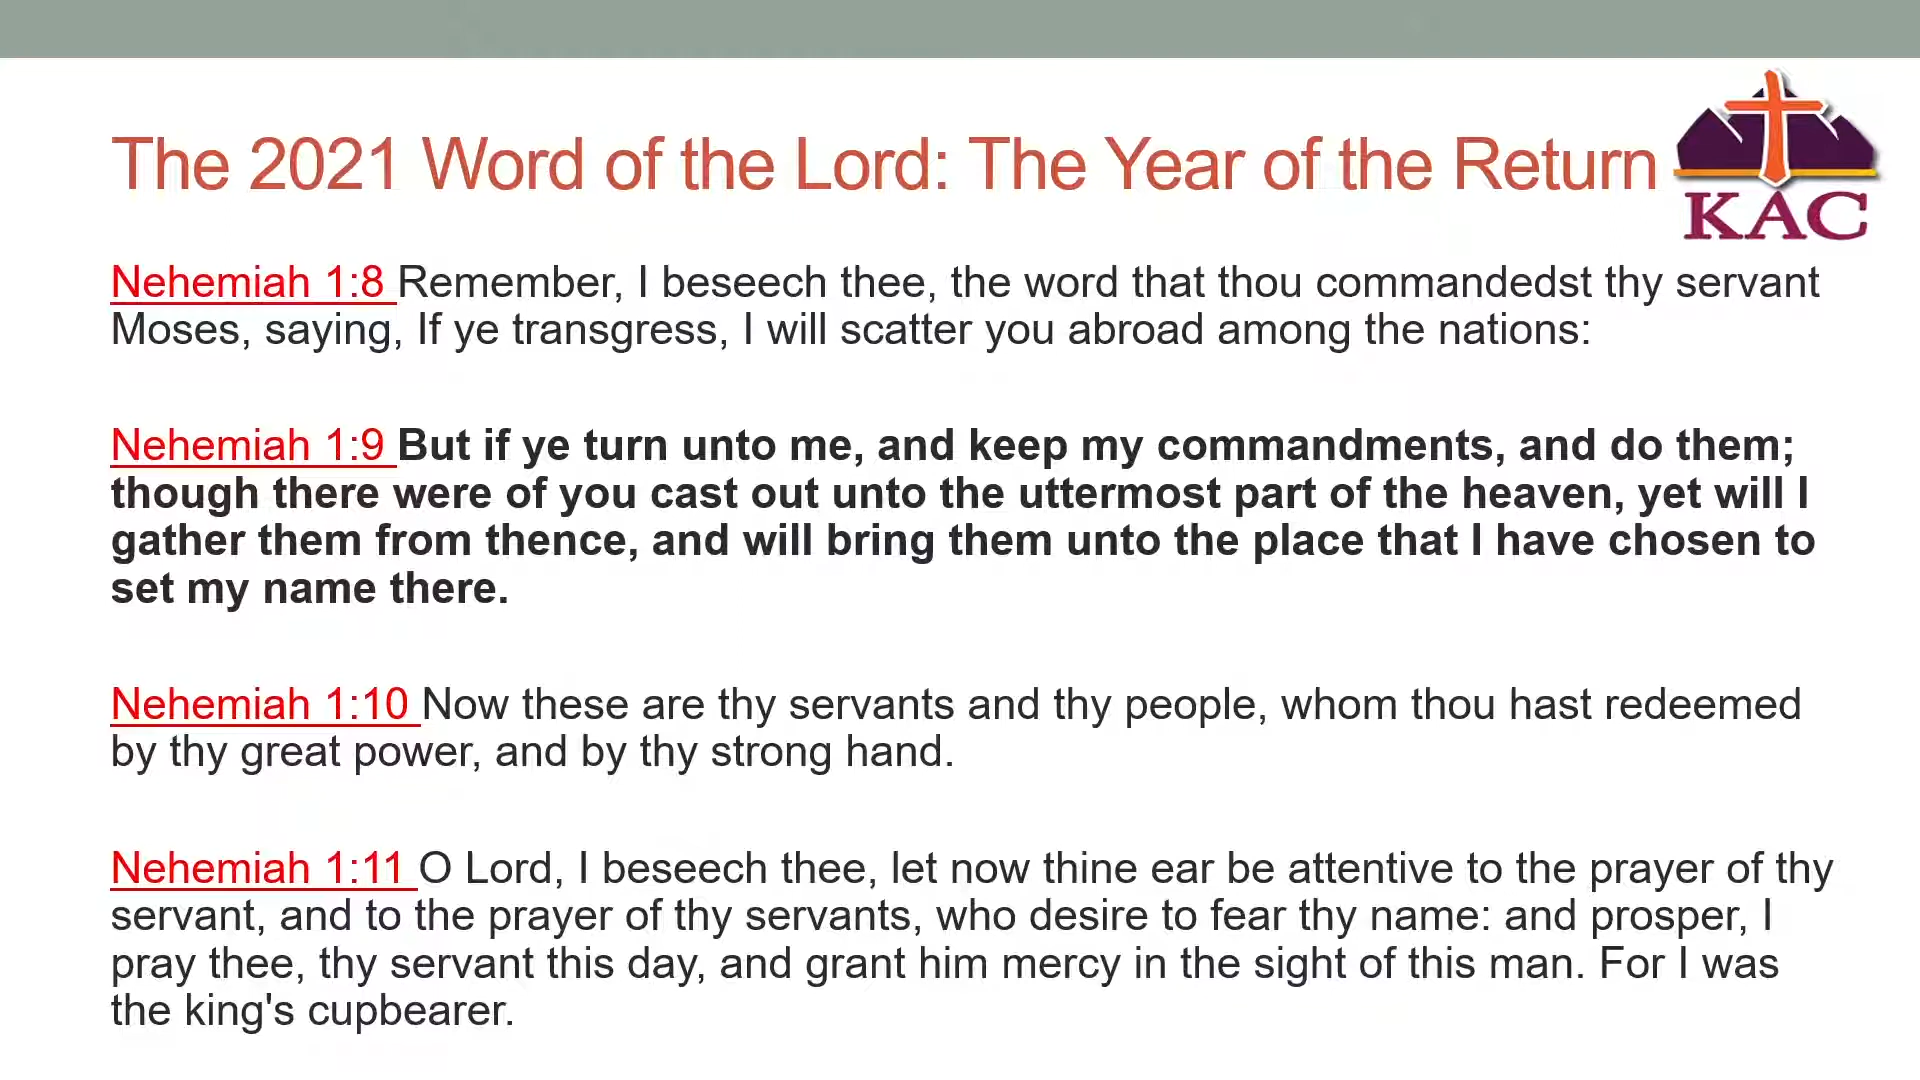 The 2021 Word of the Lord: The Year of the Return
KAC
Nehemiah 1:8 Remember, I beseech thee, the word that thou commandedst thy servant
Moses, saying, If ye transgress, I will scatter you abroad among the nations:
Nehemiah 1:9 But if ye turn unto me, and keep my commandments, and do them;
though there were of you cast out unto the uttermost part of the heaven, yet will I
gather them from thence, and will bring them unto the place that I have chosen to
set my name there.
Nehemiah 1:10 Now these are thy servants and thy people, whom thou hast redeemed
by thy great power, and by thy strong hand.
Nehemiah 1:11 O Lord, I beseech thee, let now thine ear be attentive to the prayer of thy
servant, and to the prayer of thy servants, who desire to fear thy name: and prosper, I
pray thee, thy servant this day, and grant him mercy in the sight of this man. For I was
the king's cupbearer.